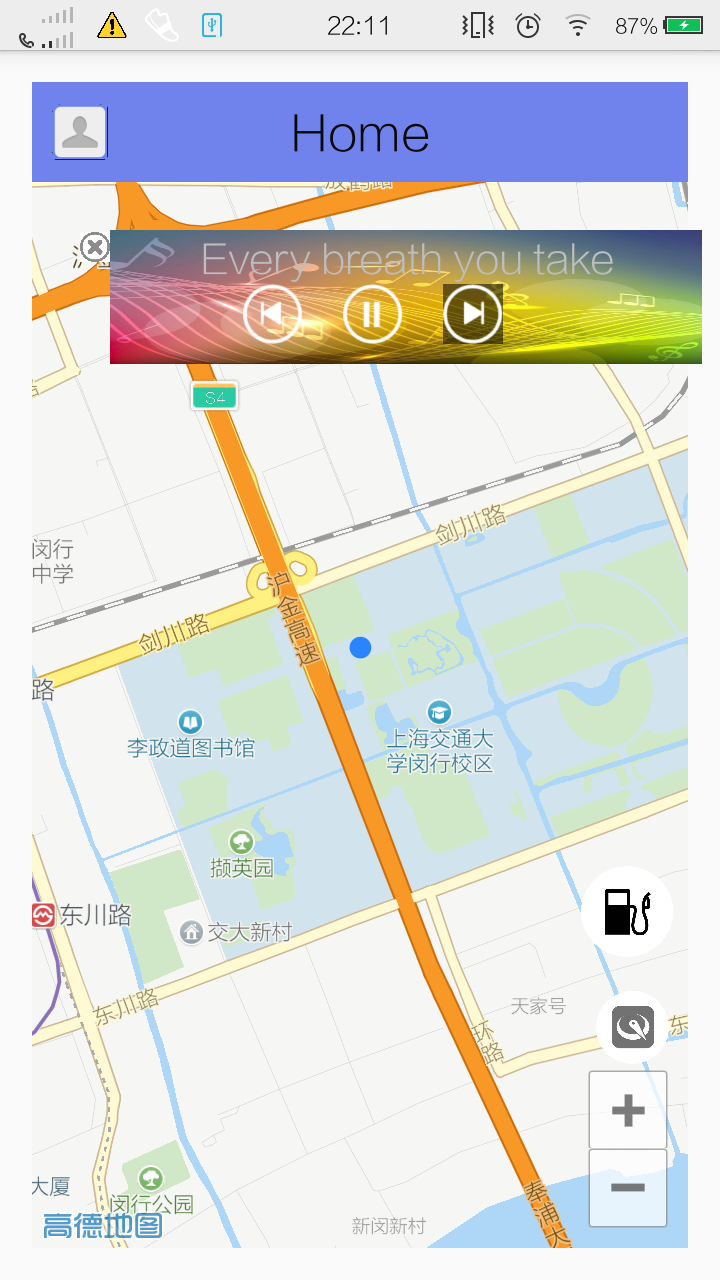 22:11
87%
Home
Every breath you take
S4
剑川路
闵行
中学
沪金高速
剑川路
路
上海交通大
学闵行校区
李政道图书馆
撷英园
东川路
交大新村
天家号
东川路
环路
东
大厦
闵行公园
奉浦大
新闵新村
高德地图